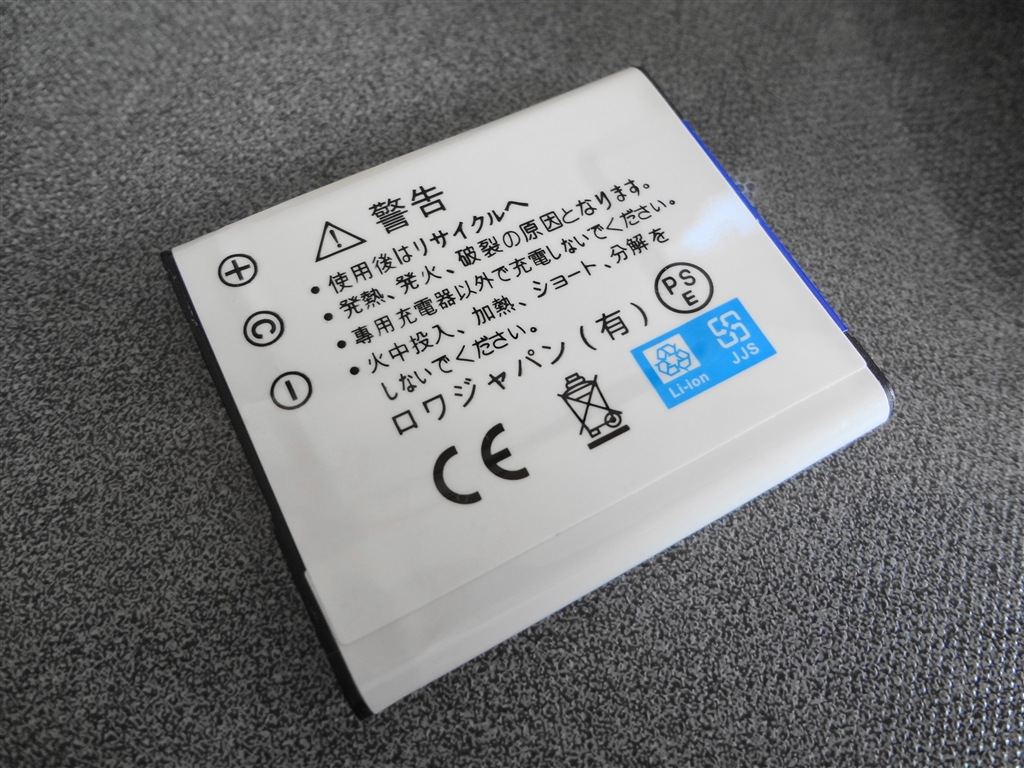 警告
・使用後はリサイクルへ
・発熱、発火、破裂の原因となります。
・専用充電器以外で充電しないでください。
・火中投入、加熱、ショート、分解を
しないでください。
ロワジャパン(有)
PSE
Li-ion
JJS
CE
+
C
−